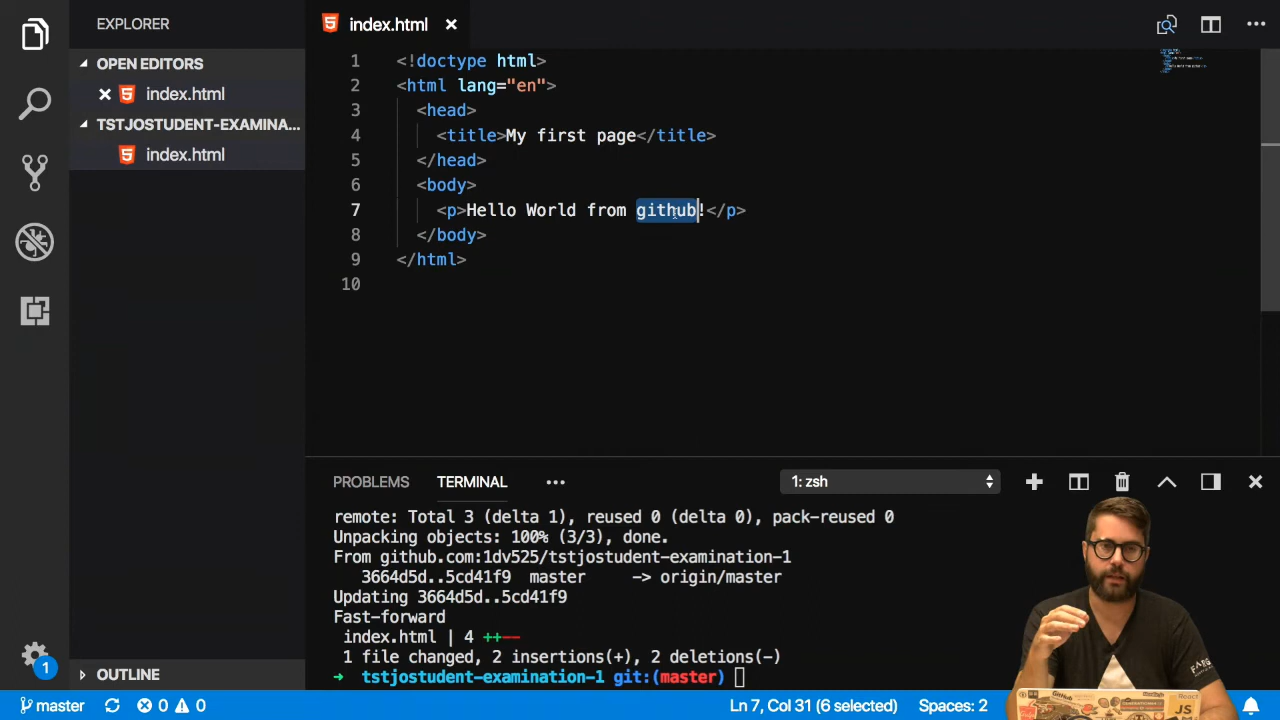 EXPLORER
OPEN EDITORS
index.html
TSTJOSTUDENT-EXAMINA...
index.html
OUTLINE
1
index.html
1 <!doctype html>
2 <html lang="en">
3 <head>
4 <title>My first page</title>
5 </head>
6 <body>
7 <p>Hello World from github!</p>
8 </body>
9 </html>
10
PROBLEMS TERMINAL ... 1: zsh
remote: Total 3 (delta 1), reused 0 (delta 0), pack-reused 0
Unpacking objects: 100% (3/3), done.
From github.com:1dv525/tstjostudent-examination-1
3664d5d..5cd41f9 master -> origin/master
Updating 3664d5d..5cd41f9
Fast-forward
index.html | 4 ++--
1 file changed, 2 insertions(+), 2 deletions(-)
➜ tstjostudent-examination-1 git:(master)
GitHub
React
JS
master 0 0 Ln 7, Col 31 (6 selected) Spaces: 2